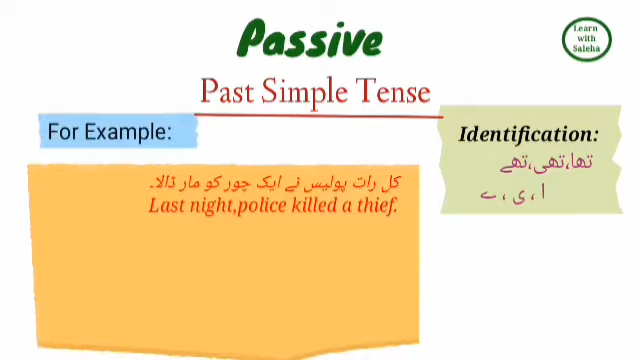 Passive
Learn
with
Saleha
Past Simple Tense
For Example:
Identification:
تھا،تھی،تھے
ا ، ی ، ے
کل رات پولیس نے ایک چور کو مار ڈالا۔
Last night,police killed a thief.